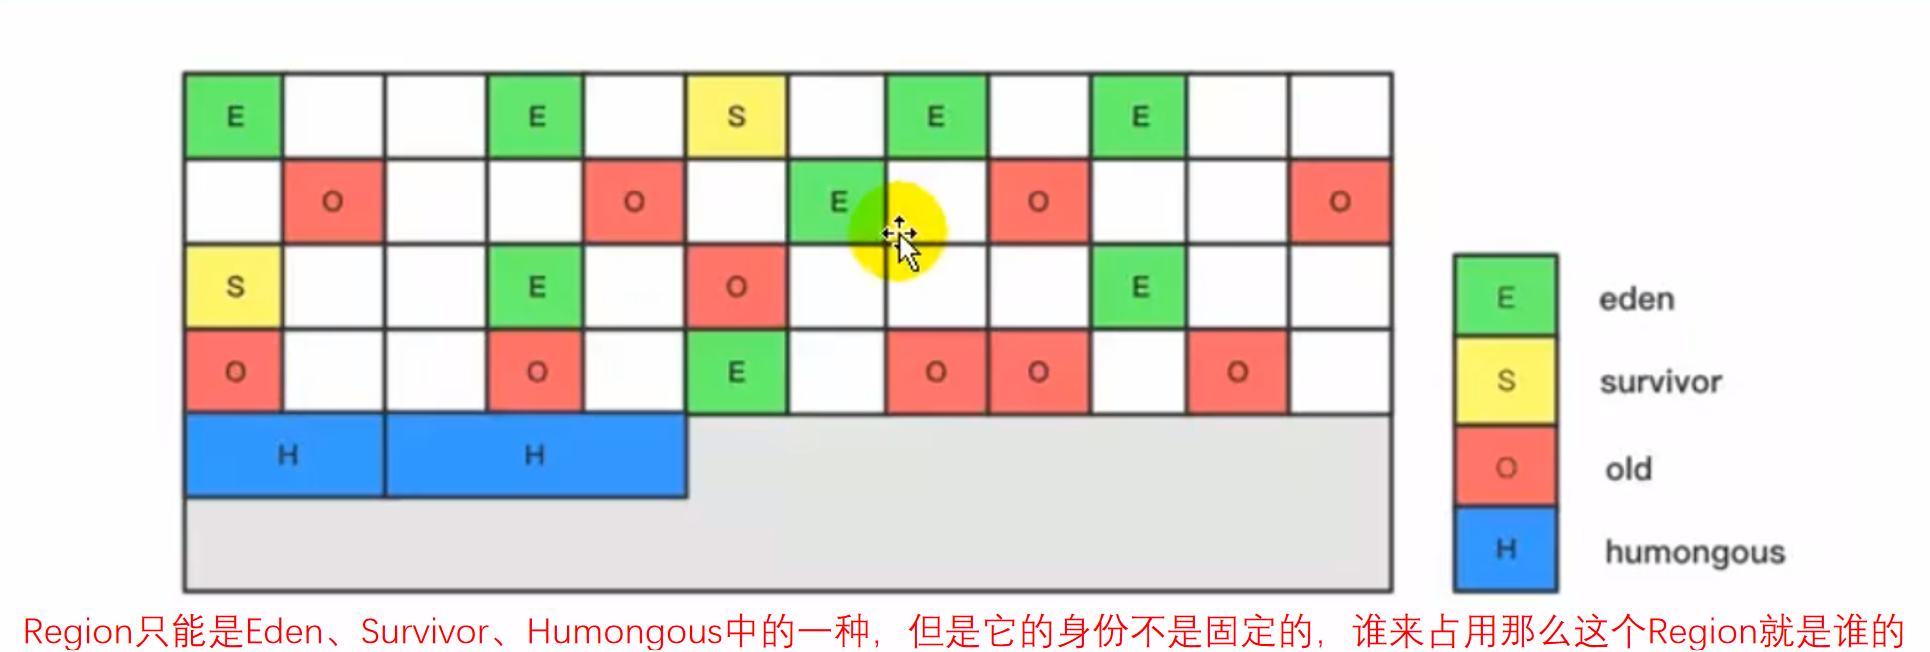 E E S E E
O O E O O
S E O E
O O E O O O
H H
E eden
S survivor
O old
H humongous
Region只能是Eden、Survivor、Humongous中的一种，但是它的身份不是固定的，谁来占用那么这个Region就是谁的